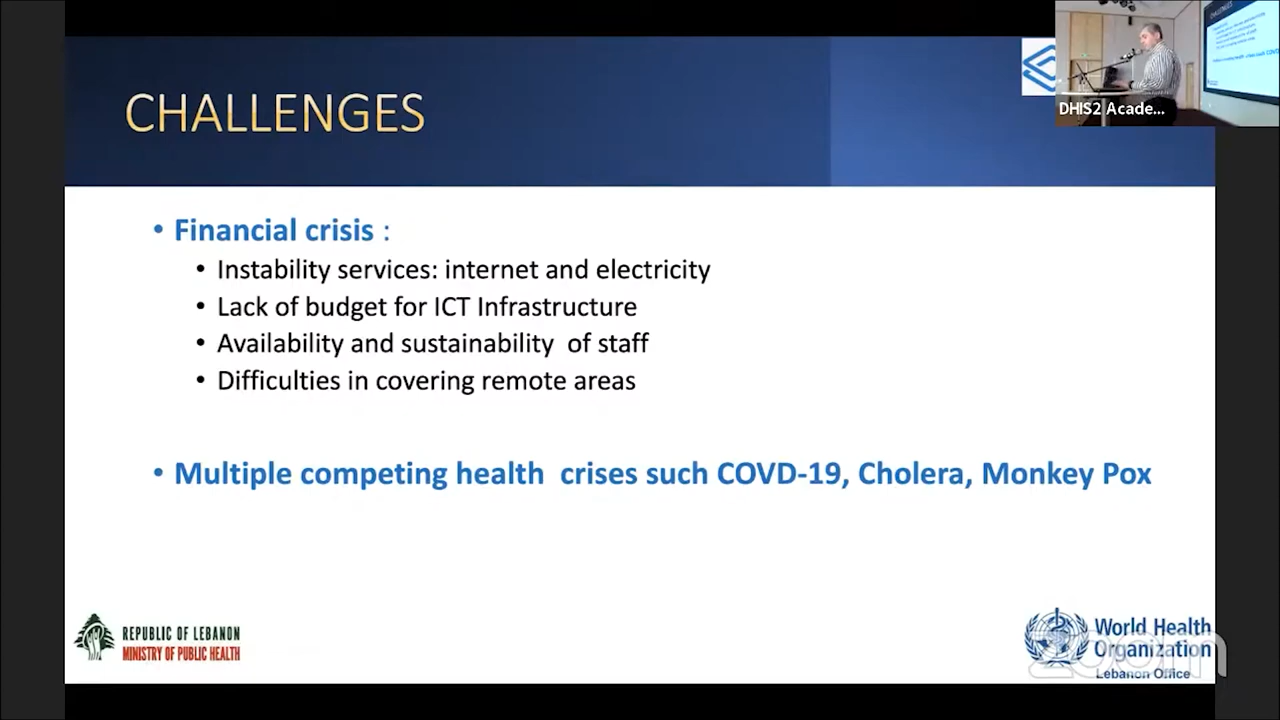 CHALLENGES
DHIS2 Acade...
• Financial crisis :
• Instability services: internet and electricity
• Lack of budget for ICT Infrastructure
• Availability and sustainability of staff
• Difficulties in covering remote areas
• Multiple competing health crises such COVD-19, Cholera, Monkey Pox
REPUBLIC OF LEBANON
MINISTRY OF PUBLIC HEALTH
World Health
Organization
Lebanon Office
zoom